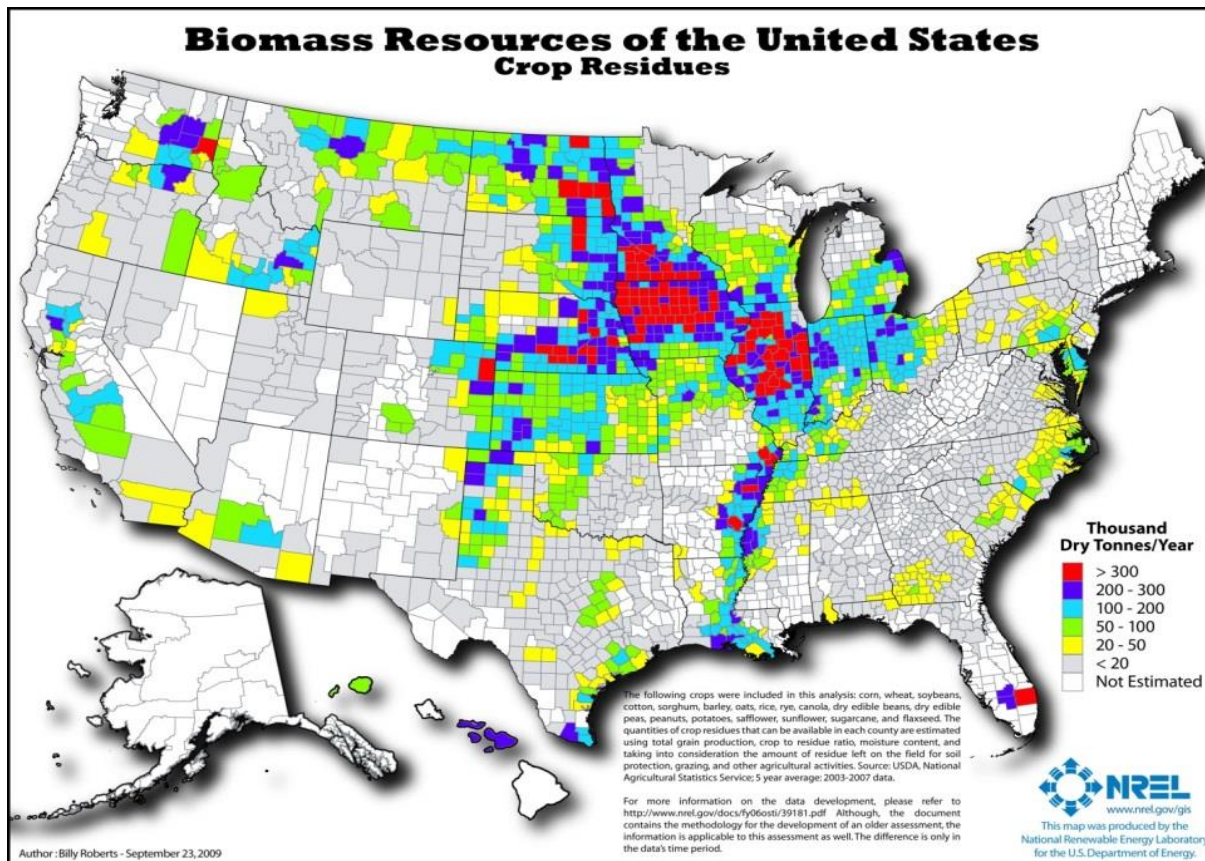 Biomass Resources of the United States
Crop Residues
Thousand
Dry Tonnes/Year
> 300
200 - 300
100 - 200
50 - 100
20 - 50
< 20
Not Estimated
The following crops were included in this analysis: corn, wheat, soybeans,
cotton, sorghum, barley, oats, rice, rye, canola, dry edible beans, dry edible
peas, peanuts, potatoes, safflower, sunflower, sugarcane, and flaxseed. The
quantities of crop residues that can be available in each county are estimated
using total grain production, crop to residue ratio, moisture content, and
taking into consideration the amount of residue left on the field for soil
protection, grazing, and other agricultural activities. Source: USDA, National
Agricultural Statistics Service; 5 year average: 2003-2007 data.
For more information on the data development, please refer to
http://www.nrel.gov/docs/fy06osti/39181.pdf Although, the document
contains the methodology for the development of an older assessment, the
information is applicable to this assessment as well. The difference is only in
the data's time period.
NREL
www.nrel.gov/gis
This map was produced by the
National Renewable Energy Laboratory
for the U.S. Department of Energy.
Author : Billy Roberts - September 23, 2009